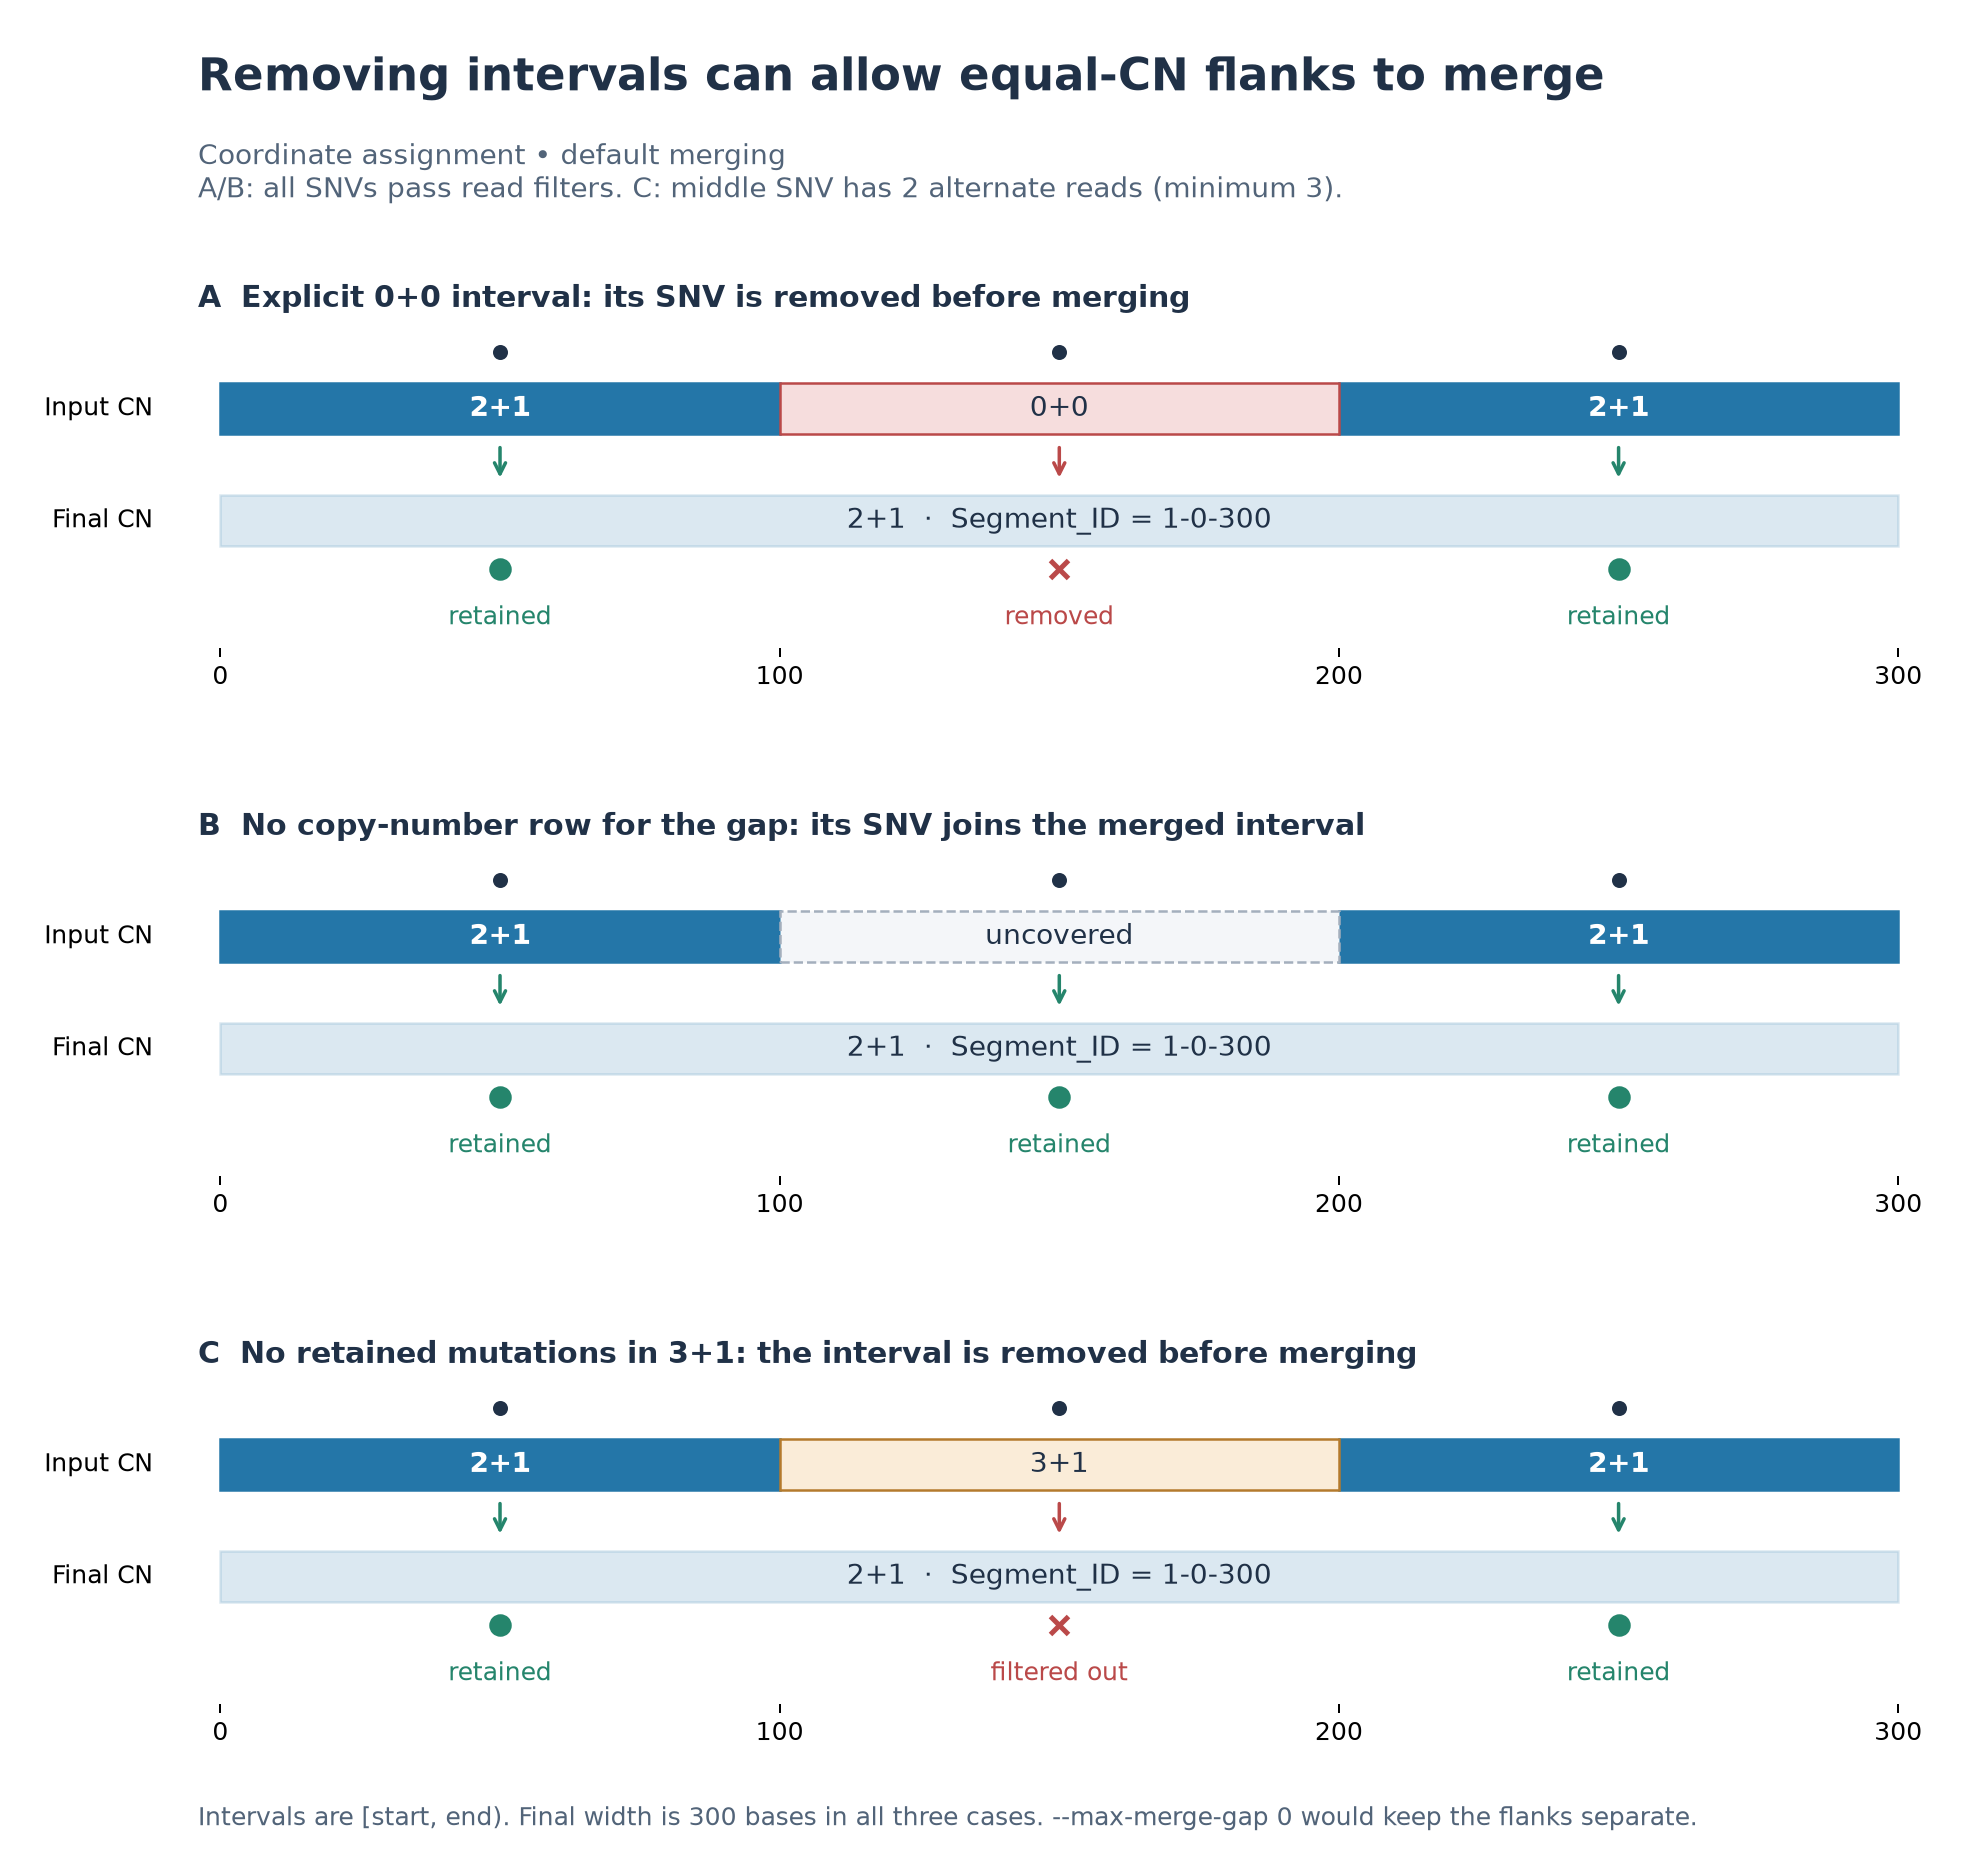 Removing intervals can allow equal-CN flanks to merge
Coordinate assignment • default merging
A/B: all SNVs pass read filters. C: middle SNV has 2 alternate reads (minimum 3).
A  Explicit 0+0 interval: its SNV is removed before merging
Input CN
2+1
0+0
2+1
Final CN
2+1 · Segment_ID = 1-0-300
retained
removed
retained
0
100
200
300
B  No copy-number row for the gap: its SNV joins the merged interval
Input CN
2+1
uncovered
2+1
Final CN
2+1 · Segment_ID = 1-0-300
retained
retained
retained
0
100
200
300
C  No retained mutations in 3+1: the interval is removed before merging
Input CN
2+1
3+1
2+1
Final CN
2+1 · Segment_ID = 1-0-300
retained
filtered out
retained
0
100
200
300
Intervals are [start, end). Final width is 300 bases in all three cases. --max-merge-gap 0 would keep the flanks separate.